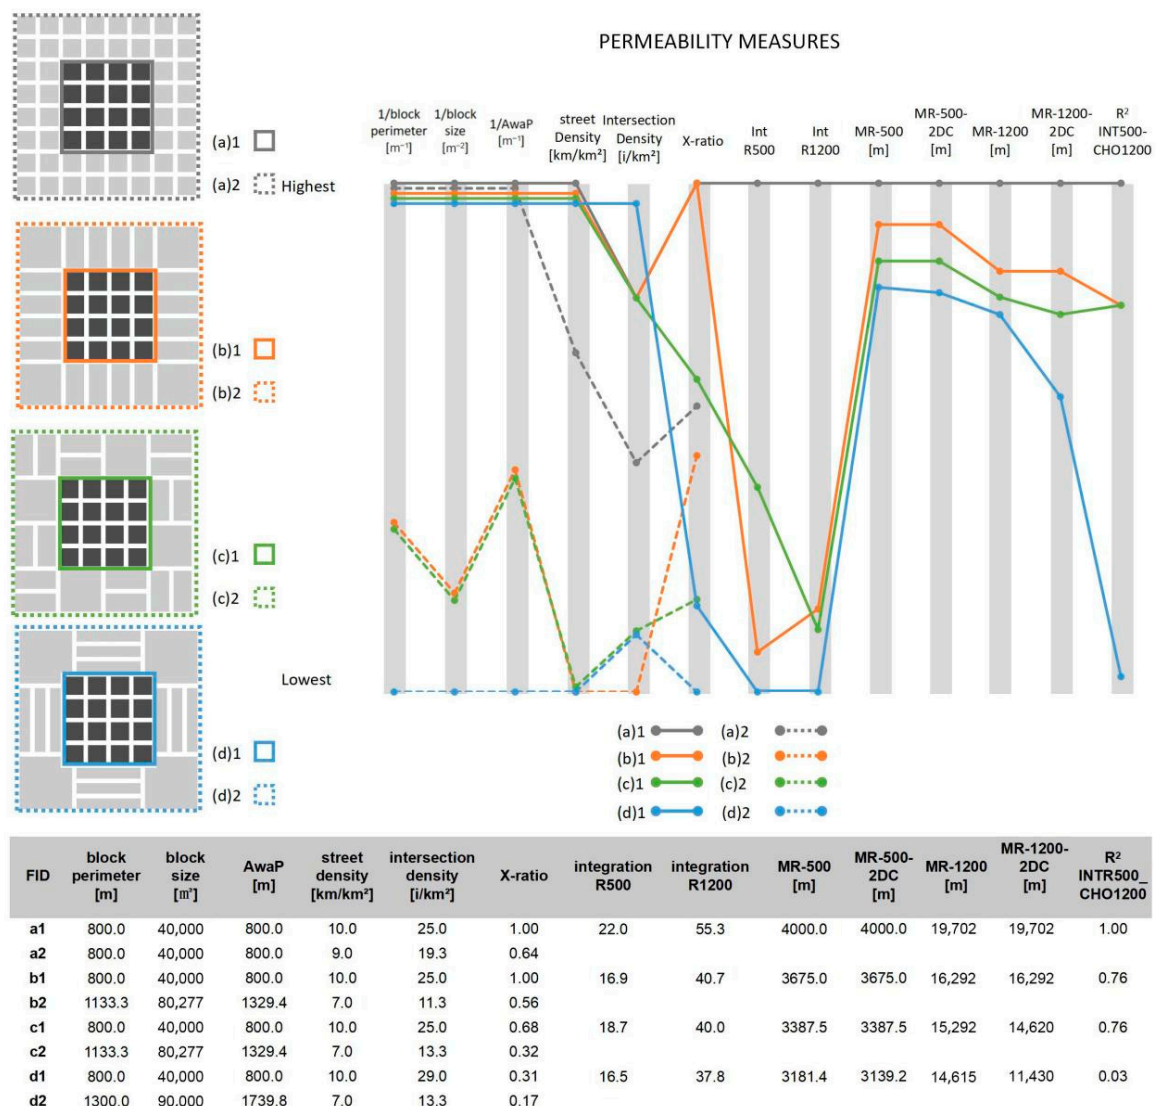 PERMEABILITY MEASURES
1/block perimeter [m⁻¹]
1/block size [m⁻²]
1/AwaP [m⁻¹]
street Density [km/km²]
Intersection Density [i/km²]
X-ratio
Int R500
Int R1200
MR-500 [m]
MR-500-2DC [m]
MR-1200 [m]
MR-1200-2DC [m]
R² INT500-CHO1200
(a)1
(a)2
Highest
(b)1
(b)2
(c)1
(c)2
Lowest
(d)1
(d)2
(a)1 (a)2
(b)1 (b)2
(c)1 (c)2
(d)1 (d)2
FID block perimeter [m] block size [m²] AwaP [m] street density [km/km²] intersection density [i/km²] X-ratio integration R500 integration R1200 MR-500 [m] MR-500-2DC [m] MR-1200 [m] MR-1200-2DC [m] R² INTR500_CHO1200
a1 800.0 40,000 800.0 10.0 25.0 1.00 22.0 55.3 4000.0 4000.0 19,702 19,702 1.00
a2 800.0 40,000 800.0 9.0 19.3 0.64
b1 800.0 40,000 800.0 10.0 25.0 1.00 16.9 40.7 3675.0 3675.0 16,292 16,292 0.76
b2 1133.3 80,277 1329.4 7.0 11.3 0.56
c1 800.0 40,000 800.0 10.0 25.0 0.68 18.7 40.0 3387.5 3387.5 15,292 14,620 0.76
c2 1133.3 80,277 1329.4 7.0 13.3 0.32
d1 800.0 40,000 800.0 10.0 29.0 0.31 16.5 37.8 3181.4 3139.2 14,615 11,430 0.03
d2 1300.0 90,000 1739.8 7.0 13.3 0.17